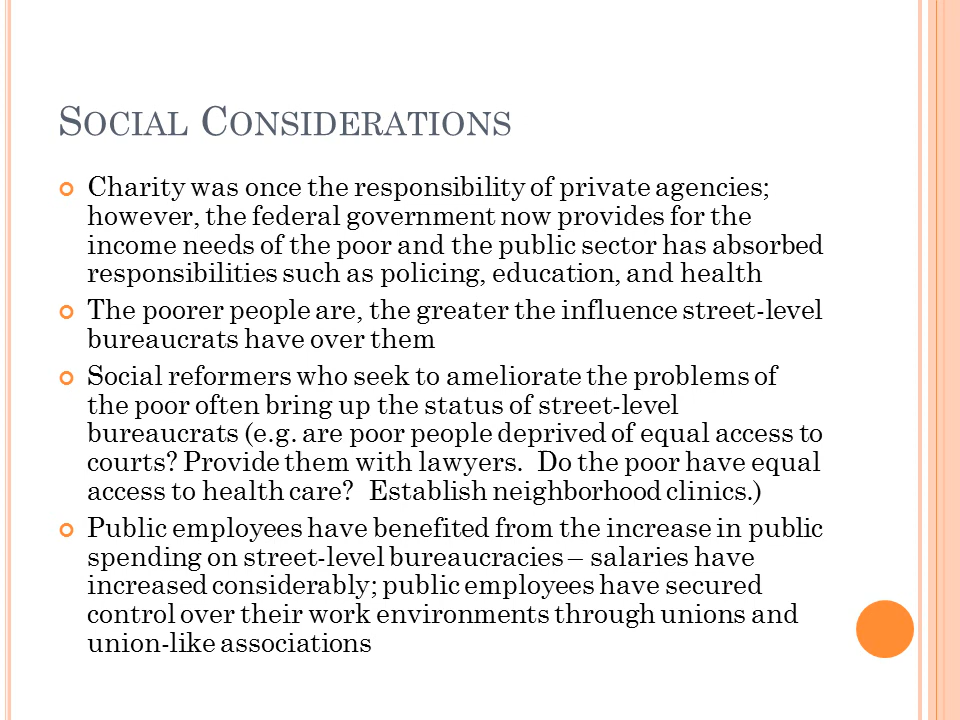 SOCIAL CONSIDERATIONS
Charity was once the responsibility of private agencies;
however, the federal government now provides for the
income needs of the poor and the public sector has absorbed
responsibilities such as policing, education, and health
The poorer people are, the greater the influence street-level
bureaucrats have over them
Social reformers who seek to ameliorate the problems of
the poor often bring up the status of street-level
bureaucrats (e.g. are poor people deprived of equal access to
courts? Provide them with lawyers.  Do the poor have equal
access to health care?  Establish neighborhood clinics.)
Public employees have benefited from the increase in public
spending on street-level bureaucracies – salaries have
increased considerably; public employees have secured
control over their work environments through unions and
union-like associations